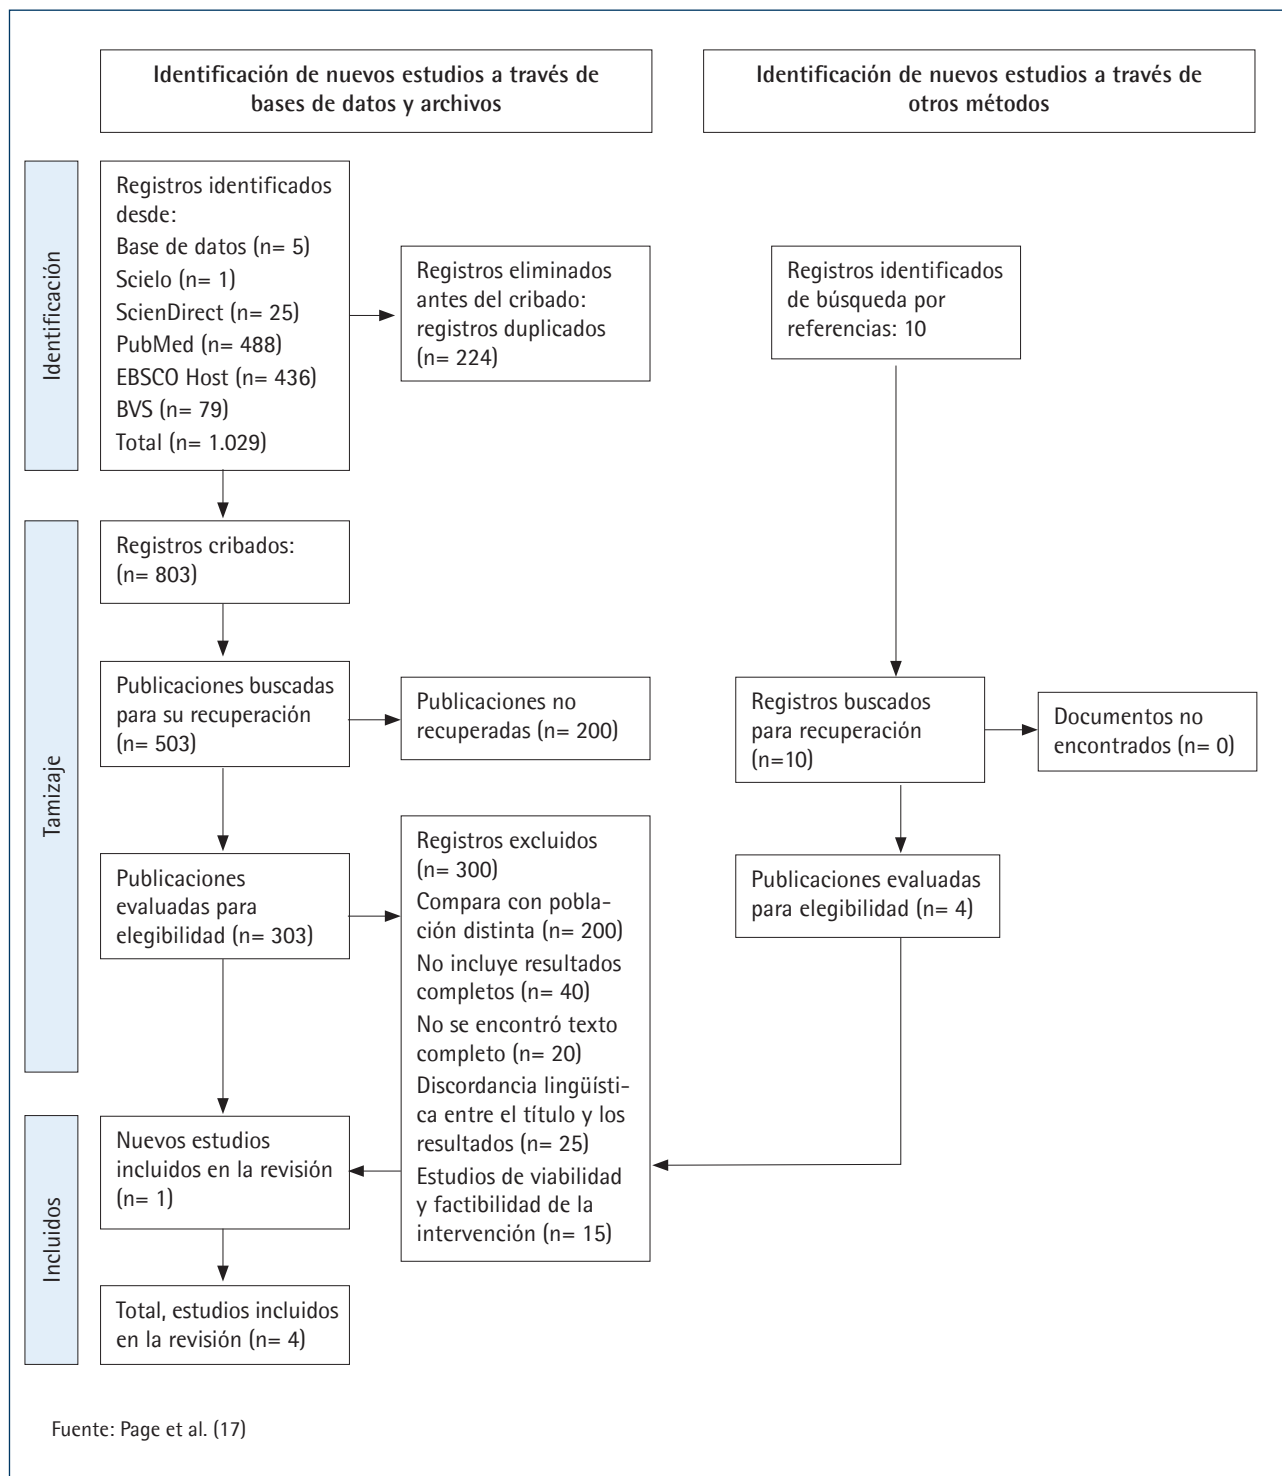 Identificación de nuevos estudios a través de
bases de datos y archivos
Identificación de nuevos estudios a través de
otros métodos
Identificación
Registros identificados
desde:
Base de datos (n= 5)
Scielo (n= 1)
ScienDirect (n= 25)
PubMed (n= 488)
EBSCO Host (n= 436)
BVS (n= 79)
Total (n= 1.029)
Registros eliminados
antes del cribado:
registros duplicados
(n= 224)
Registros identificados
de búsqueda por
referencias: 10
Tamizaje
Registros cribados:
(n= 803)
Publicaciones buscadas
para su recuperación
(n= 503)
Publicaciones no
recuperadas (n= 200)
Registros buscados
para recuperación
(n=10)
Documentos no
encontrados (n= 0)
Publicaciones
evaluadas para
elegibilidad (n= 303)
Registros excluidos
(n= 300)
Compara con pobla-
ción distinta (n= 200)
No incluye resultados
completos (n= 40)
No se encontró texto
completo (n= 20)
Discordancia lingüísti-
ca entre el título y los
resultados (n= 25)
Estudios de viabilidad
y factibilidad de la
intervención (n= 15)
Publicaciones evaluadas
para elegibilidad (n= 4)
Incluidos
Nuevos estudios
incluidos en la revisión
(n= 1)
Total, estudios incluidos
en la revisión (n= 4)
Fuente: Page et al. (17)